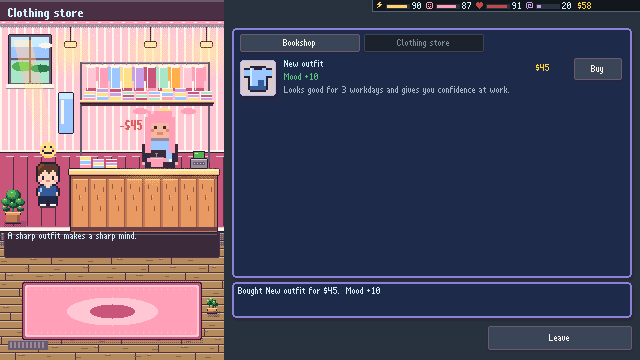 Clothing store
90
87
91
20
$58
Bookshop
Clothing store
New outfit
Mood +10
Looks good for 3 workdays and gives you confidence at work.
$45
Buy
-$45
A sharp outfit makes a sharp mind.
Bought New outfit for $45. Mood +10
Leave